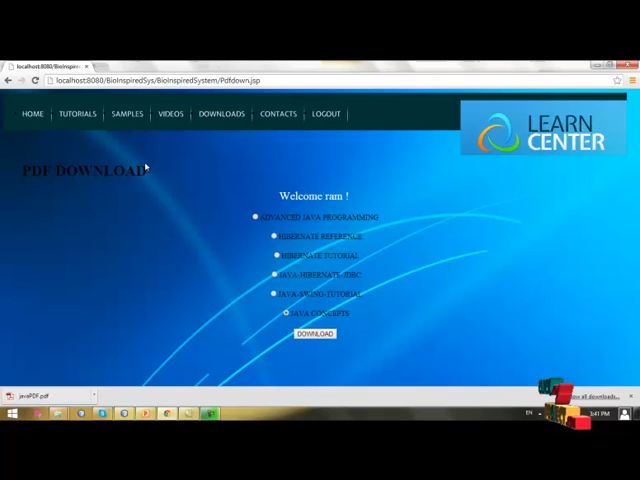 localhost:8080/BioInspired
localhost:8080/BioInspiredSys/BioInspiredSystem/Pdfdown.jsp
HOME
TUTORIALS
SAMPLES
VIDEOS
DOWNLOADS
CONTACTS
LOGOUT
LEARN
CENTER
PDF DOWNLOAD
Welcome ram !
ADVANCED JAVA PROGRAMMING
HIBERNATE REFERENCE
HIBERNATE TUTORIAL
JAVA-HIBERNATE-JDBC
JAVA-SWING-TUTORIAL
JAVA CONCEPTS
DOWNLOAD
javaPDF.pdf
all downloads...
EN
3:41 PM